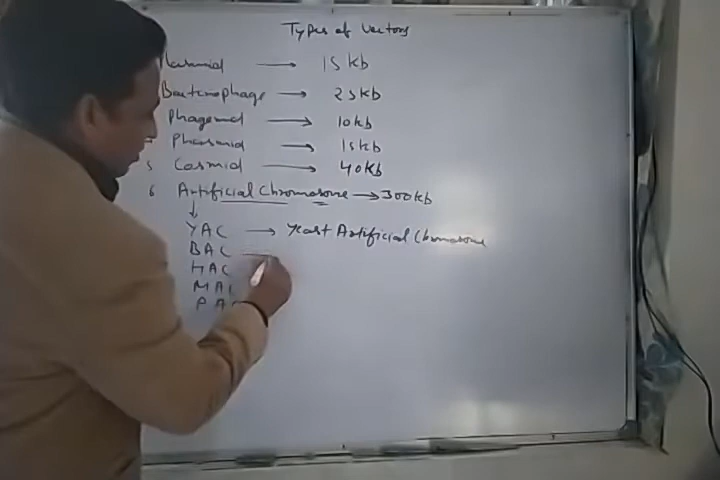 Types of Vectors
Plasmid → 15 kb
Bacteriophage → 25 kb
Phagemid → 10 kb
Phasmid → 15 kb
5 Cosmid → 40 kb
6 Artificial Chromosome → 300 kb
↓
YAC → Yeast Artificial Chromosome
BAC
HAC
MAC
PAC